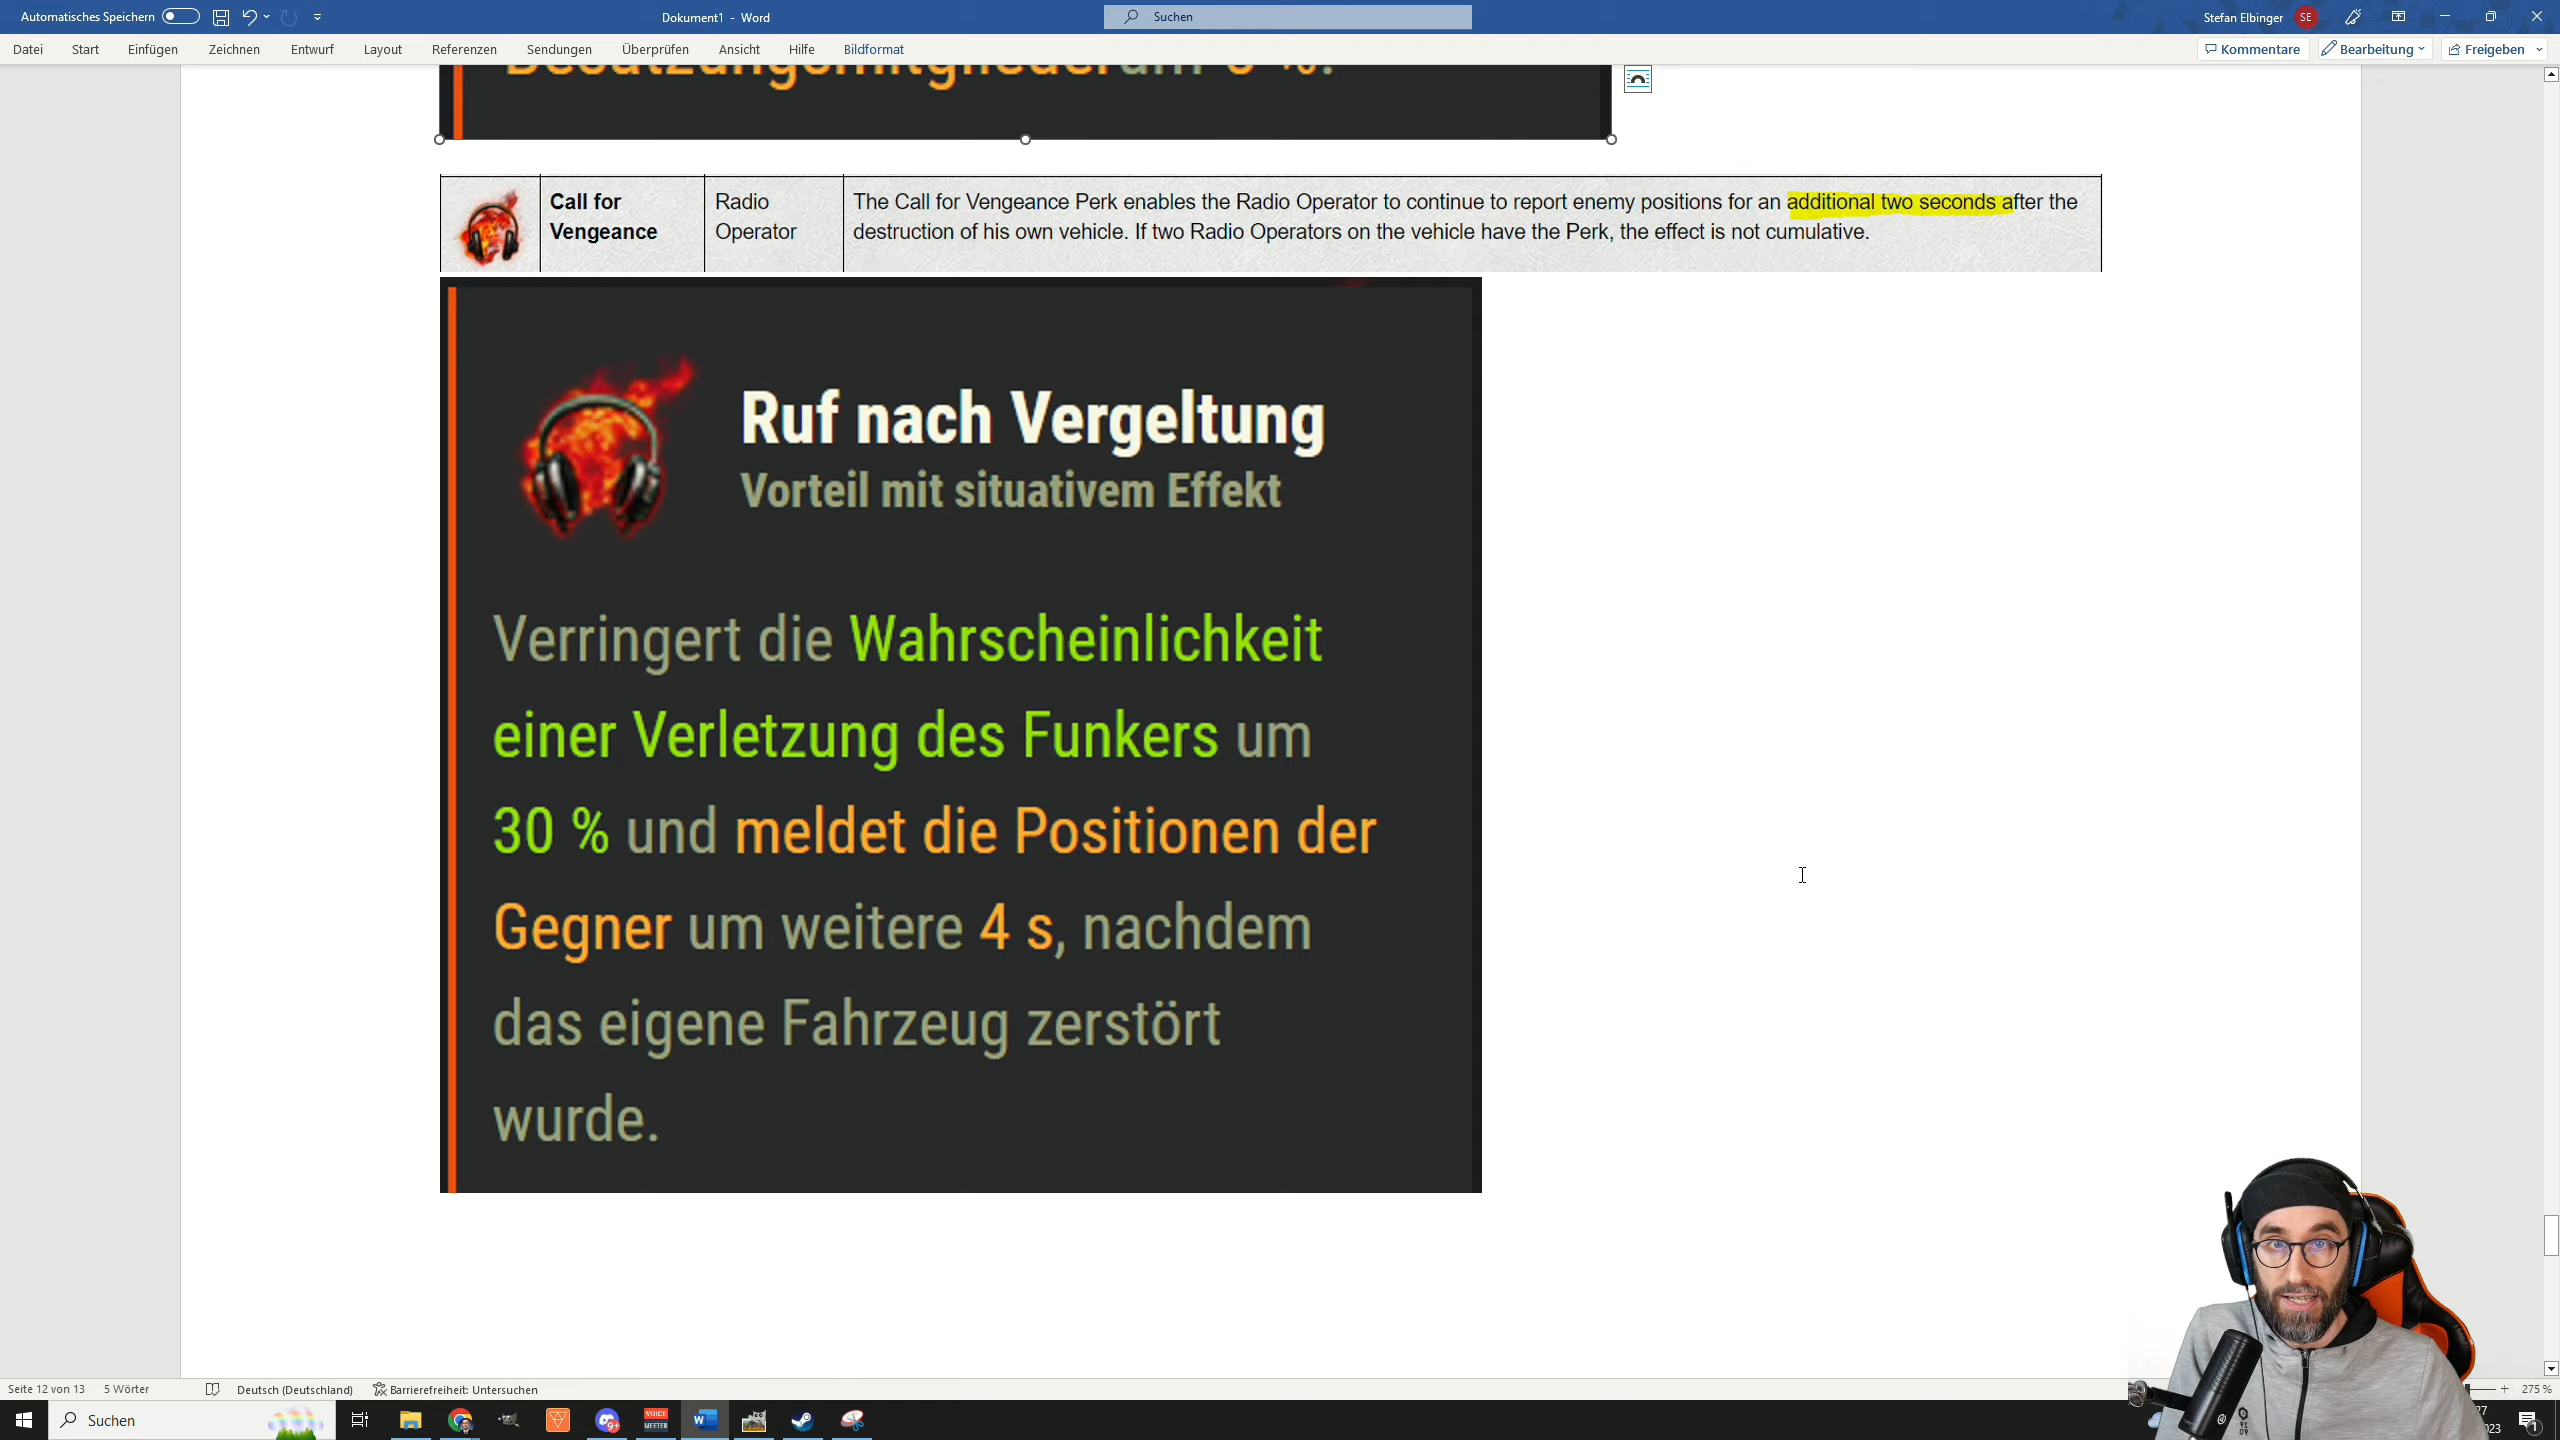 Automatisches Speichern
Dokument1 - Word
Suchen
Stefan Elbinger
SE
Datei
Start
Einfügen
Zeichnen
Entwurf
Layout
Referenzen
Sendungen
Überprüfen
Ansicht
Hilfe
Bildformat
Kommentare
Bearbeitung
Freigeben
Call for
Vengeance
Radio
Operator
The Call for Vengeance Perk enables the Radio Operator to continue to report enemy positions for an additional two seconds after the
destruction of his own vehicle. If two Radio Operators on the vehicle have the Perk, the effect is not cumulative.
Ruf nach Vergeltung
Vorteil mit situativem Effekt
Verringert die Wahrscheinlichkeit
einer Verletzung des Funkers um
30 % und meldet die Positionen der
Gegner um weitere 4 s, nachdem
das eigene Fahrzeug zerstört
wurde.
Seite 12 von 13
5 Wörter
Deutsch (Deutschland)
Barrierefreiheit: Untersuchen
275 %
Suchen
9+
VOICE
MEETER